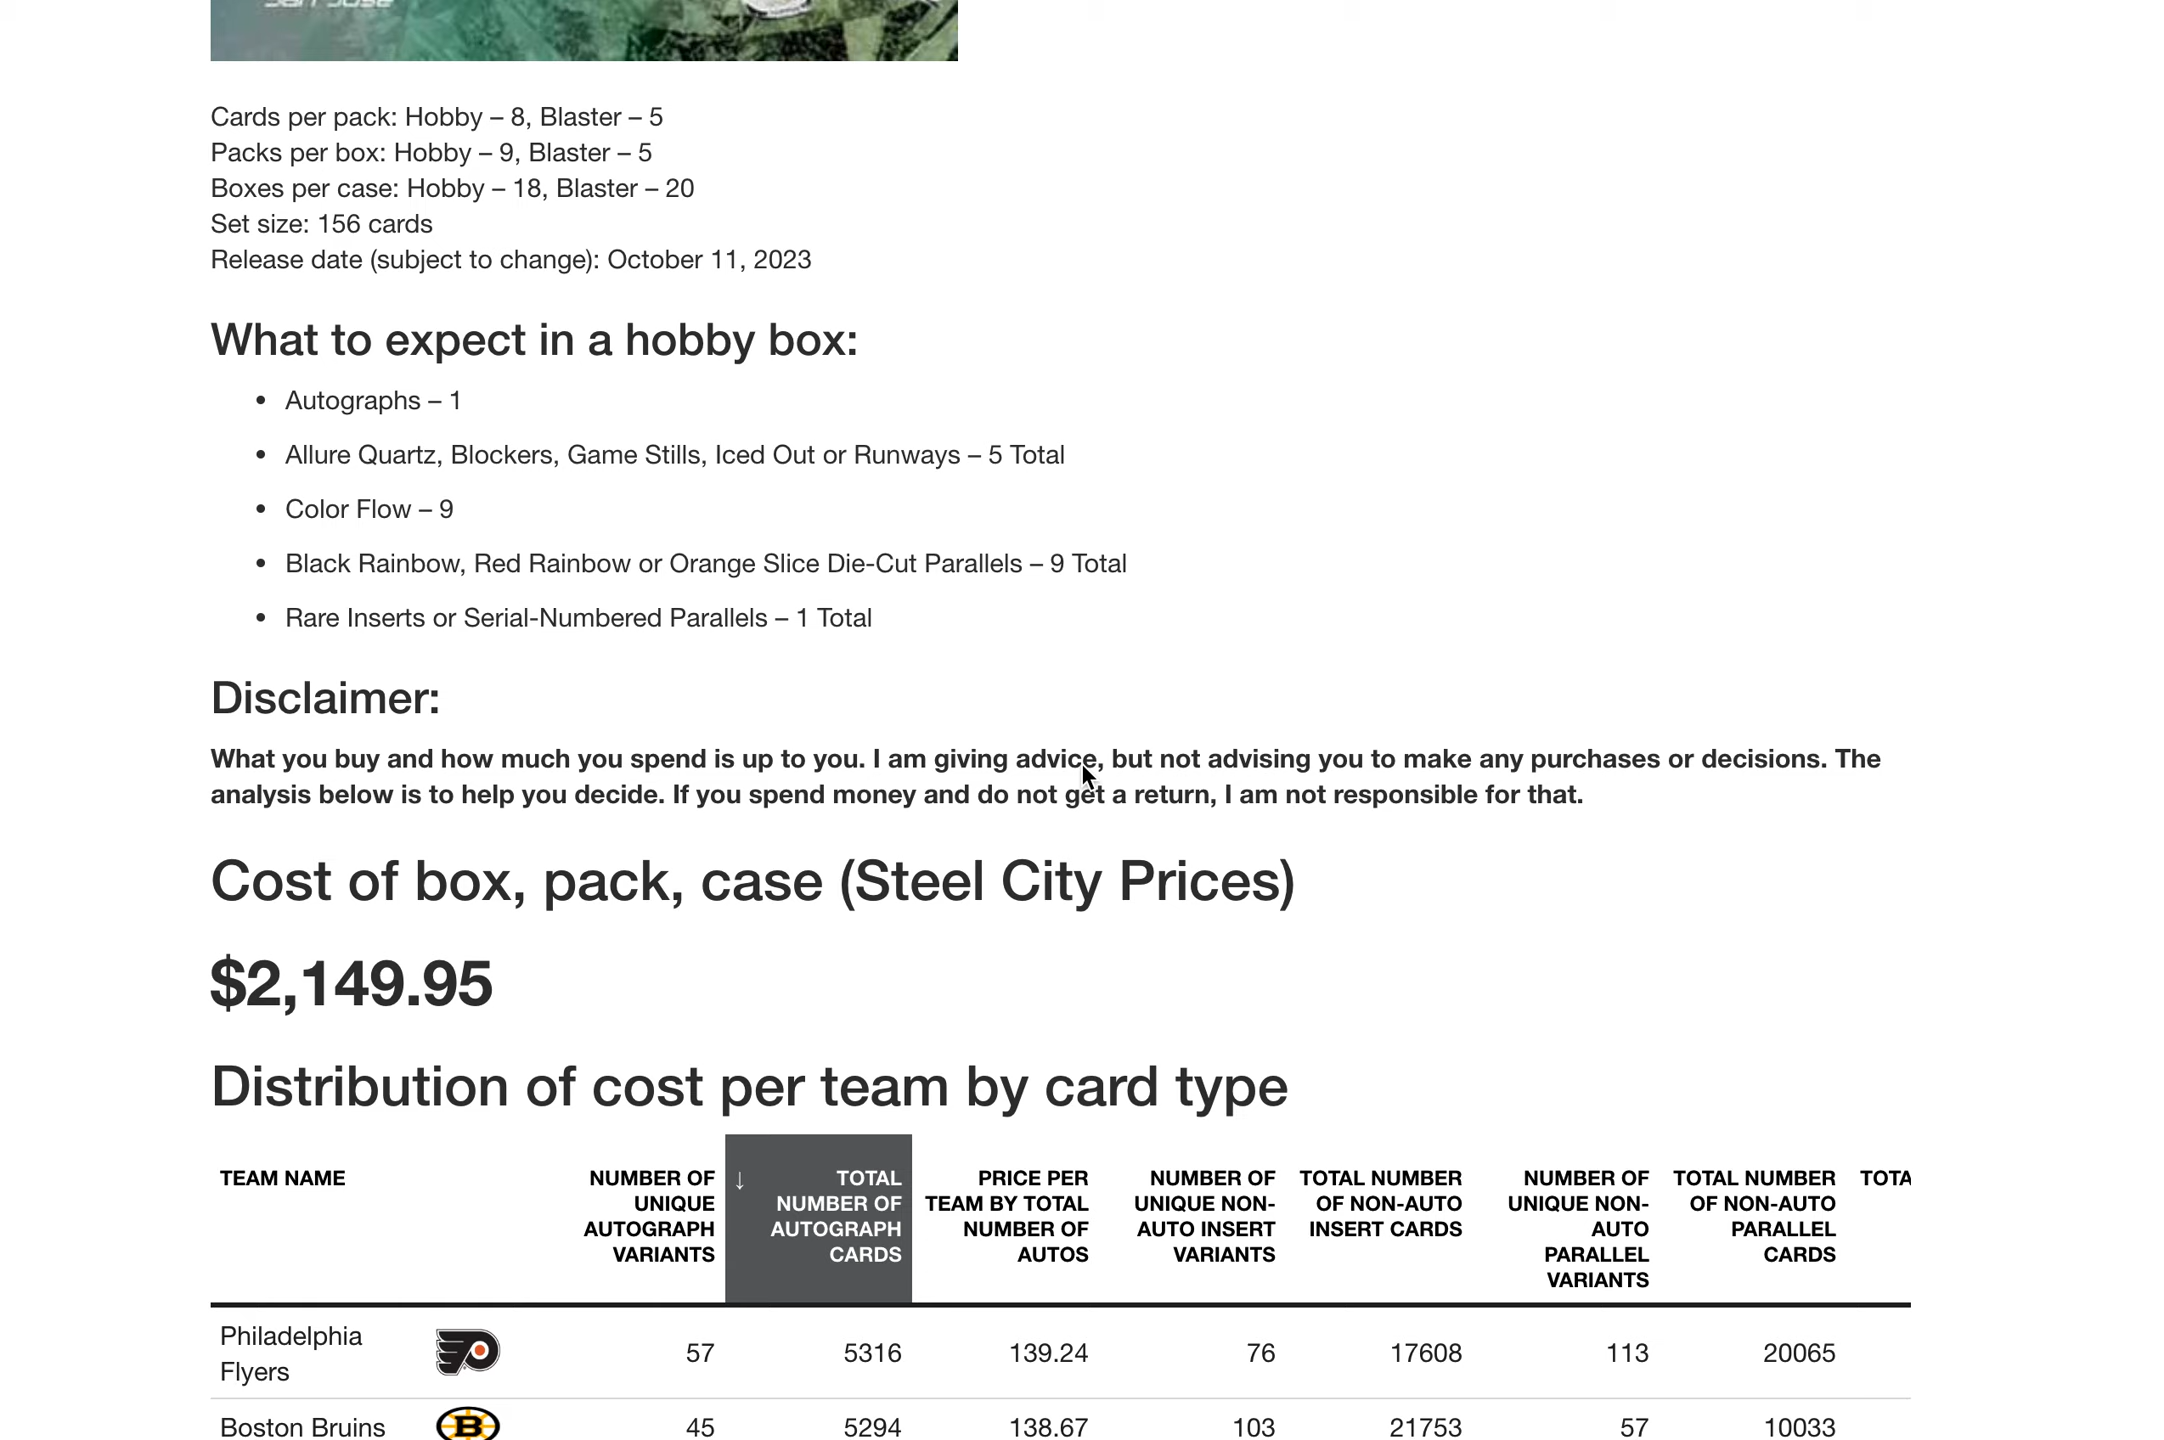 SAN JOSE
Cards per pack: Hobby – 8, Blaster – 5
Packs per box: Hobby – 9, Blaster – 5
Boxes per case: Hobby – 18, Blaster – 20
Set size: 156 cards
Release date (subject to change): October 11, 2023
What to expect in a hobby box:
• Autographs – 1
• Allure Quartz, Blockers, Game Stills, Iced Out or Runways – 5 Total
• Color Flow – 9
• Black Rainbow, Red Rainbow or Orange Slice Die-Cut Parallels – 9 Total
• Rare Inserts or Serial-Numbered Parallels – 1 Total
Disclaimer:
What you buy and how much you spend is up to you. I am giving advice, but not advising you to make any purchases or decisions. The
analysis below is to help you decide. If you spend money and do not get a return, I am not responsible for that.
Cost of box, pack, case (Steel City Prices)
$2,149.95
Distribution of cost per team by card type
TEAM NAME
NUMBER OF
UNIQUE
AUTOGRAPH
VARIANTS
↓ TOTAL
NUMBER OF
AUTOGRAPH
CARDS
PRICE PER
TEAM BY TOTAL
NUMBER OF
AUTOS
NUMBER OF
UNIQUE NON-
AUTO INSERT
VARIANTS
TOTAL NUMBER
OF NON-AUTO
INSERT CARDS
NUMBER OF
UNIQUE NON-
AUTO
PARALLEL
VARIANTS
TOTAL NUMBER
OF NON-AUTO
PARALLEL
CARDS
TOTA
Philadelphia
Flyers
57 5316 139.24 76 17608 113 20065
Boston Bruins B 45 5294 138.67 103 21753 57 10033